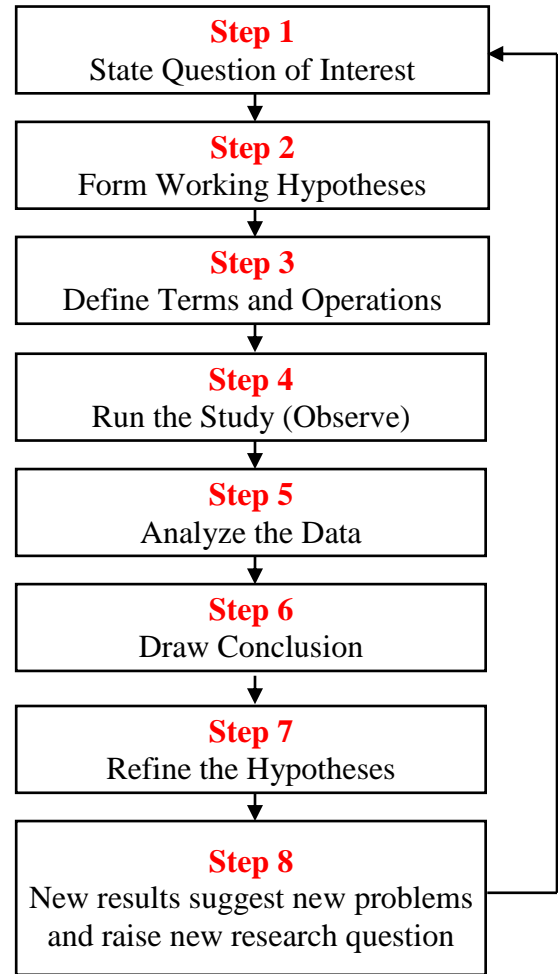 Step 1
State Question of Interest
Step 2
Form Working Hypotheses
Step 3
Define Terms and Operations
Step 4
Run the Study (Observe)
Step 5
Analyze the Data
Step 6
Draw Conclusion
Step 7
Refine the Hypotheses
Step 8
New results suggest new problems
and raise new research question